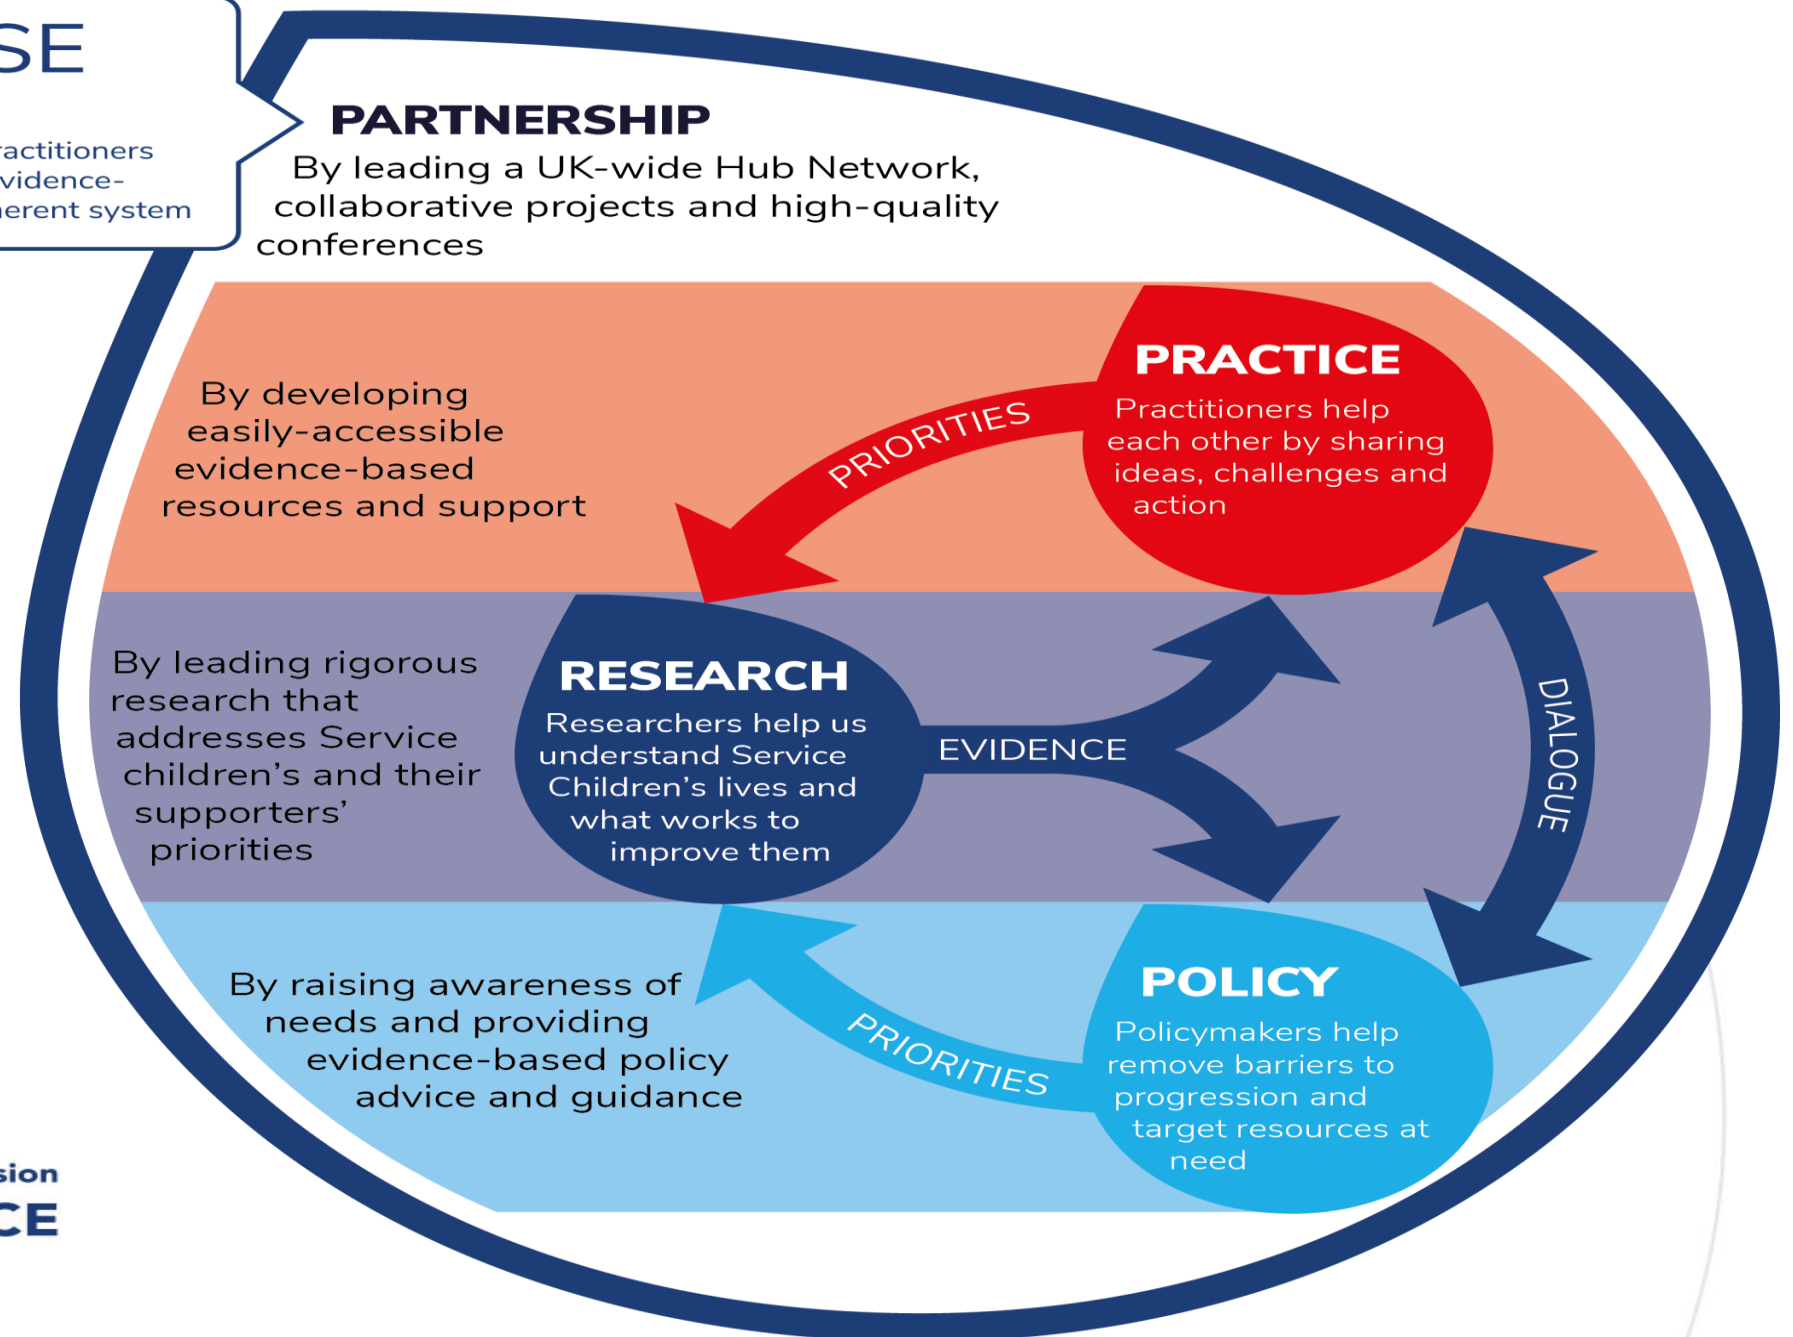 SE
ractitioners
vidence-
herent system
PARTNERSHIP
By leading a UK-wide Hub Network,
collaborative projects and high-quality
conferences
By developing
easily-accessible
evidence-based
resources and support
PRIORITIES
PRACTICE
Practitioners help
each other by sharing
ideas, challenges and
action
By leading rigorous
research that
addresses Service
children’s and their
supporters’
priorities
RESEARCH
Researchers help us
understand Service
Children’s lives and
what works to
improve them
EVIDENCE
DIALOGUE
By raising awareness of
needs and providing
evidence-based policy
advice and guidance
PRIORITIES
POLICY
Policymakers help
remove barriers to
progression and
target resources at
need
sion
CE